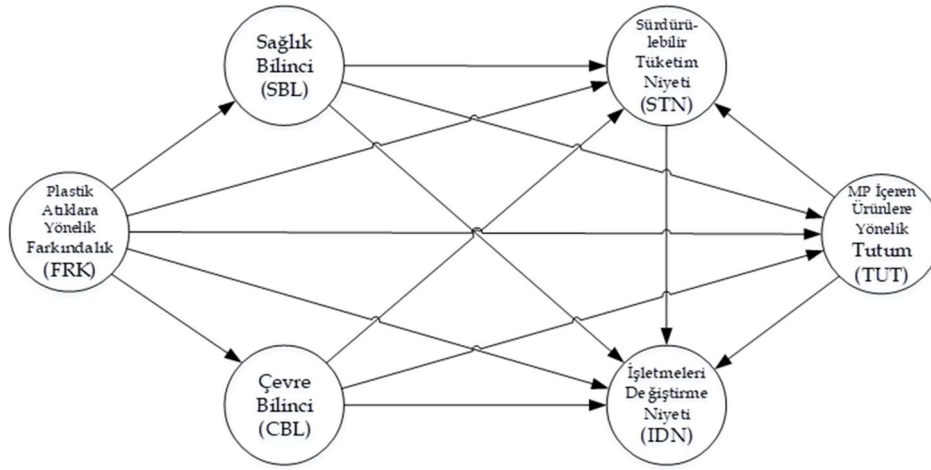 Sağlık
Bilinci
(SBL)
Sürdürü-
lebilir
Tüketim
Niyeti
(STN)
Plastik
Atıklara
Yönelik
Farkındalık
(FRK)
MP İçeren
Ürünlere
Yönelik
Tutum
(TUT)
Çevre
Bilinci
(CBL)
İşletmeleri
Değiştirme
Niyeti
(IDN)